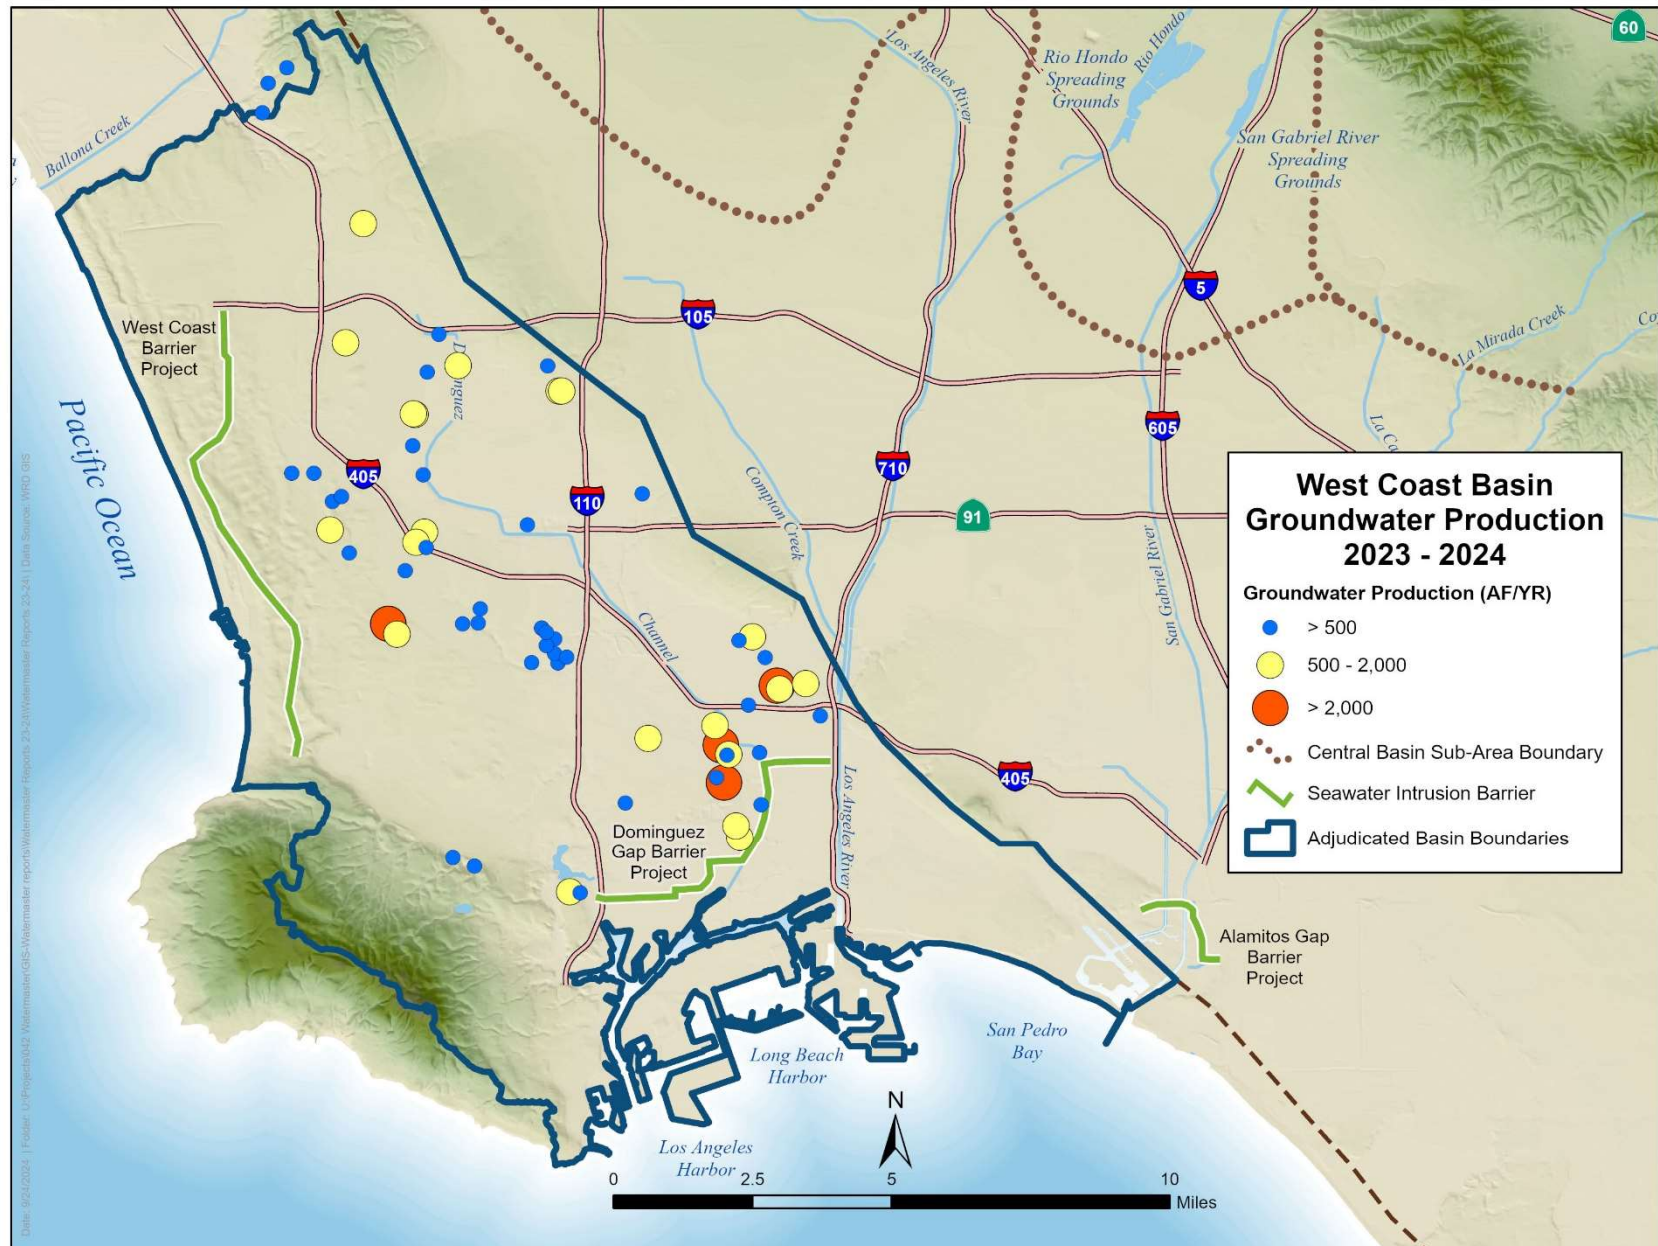 60
Los Angeles River
Rio Hondo
Spreading
Grounds
Rio Hondo
San Gabriel River
Spreading
Grounds
Ballona Creek
5
105
La Mirada Creek
West Coast
Barrier
Project
Pacific Ocean
605
710
405
110
91
Compton Creek
San Gabriel River
Channel
West Coast Basin
Groundwater Production
2023 - 2024
Groundwater Production (AF/YR)
> 500
500 - 2,000
> 2,000
Central Basin Sub-Area Boundary
Seawater Intrusion Barrier
Adjudicated Basin Boundaries
405
Los Angeles River
Dominguez
Gap Barrier
Project
Alamitos Gap
Barrier
Project
San Pedro
Bay
Long Beach
Harbor
Los Angeles
Harbor
N
0 2.5 5 10
Miles